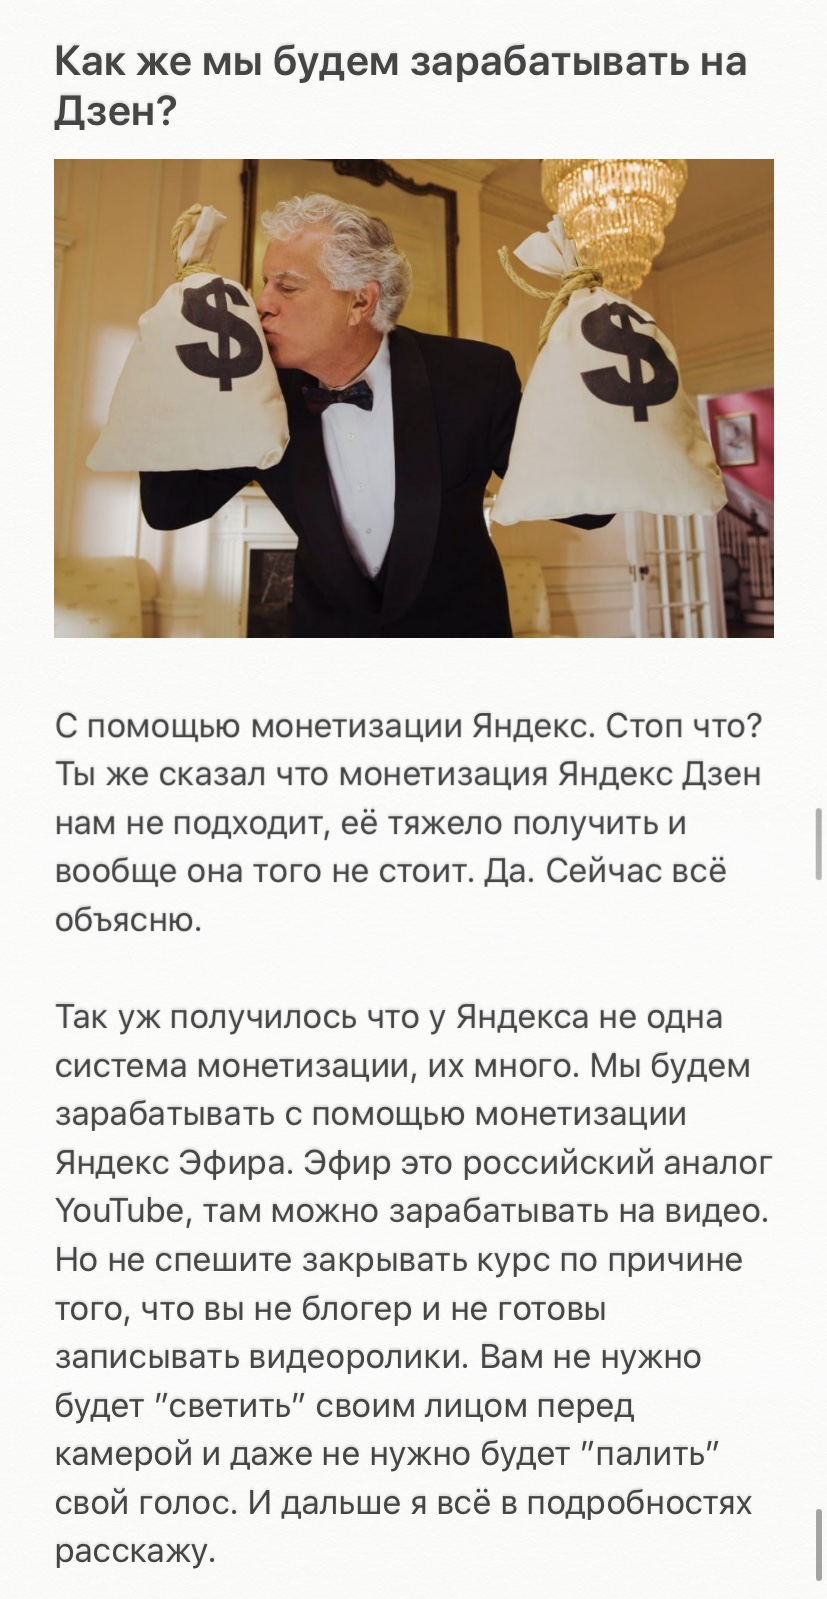 Как же мы будем зарабатывать на
Дзен?
$
$
С помощью монетизации Яндекс. Стоп что?
Ты же сказал что монетизация Яндекс Дзен
нам не подходит, её тяжело получить и
вообще она того не стоит. Да. Сейчас всё
объясню.
Так уж получилось что у Яндекса не одна
система монетизации, их много. Мы будем
зарабатывать с помощью монетизации
Яндекс Эфира. Эфир это российский аналог
YouTube, там можно зарабатывать на видео.
Но не спешите закрывать курс по причине
того, что вы не блогер и не готовы
записывать видеоролики. Вам не нужно
будет ”светить” своим лицом перед
камерой и даже не нужно будет ”палить”
свой голос. И дальше я всё в подробностях
расскажу.